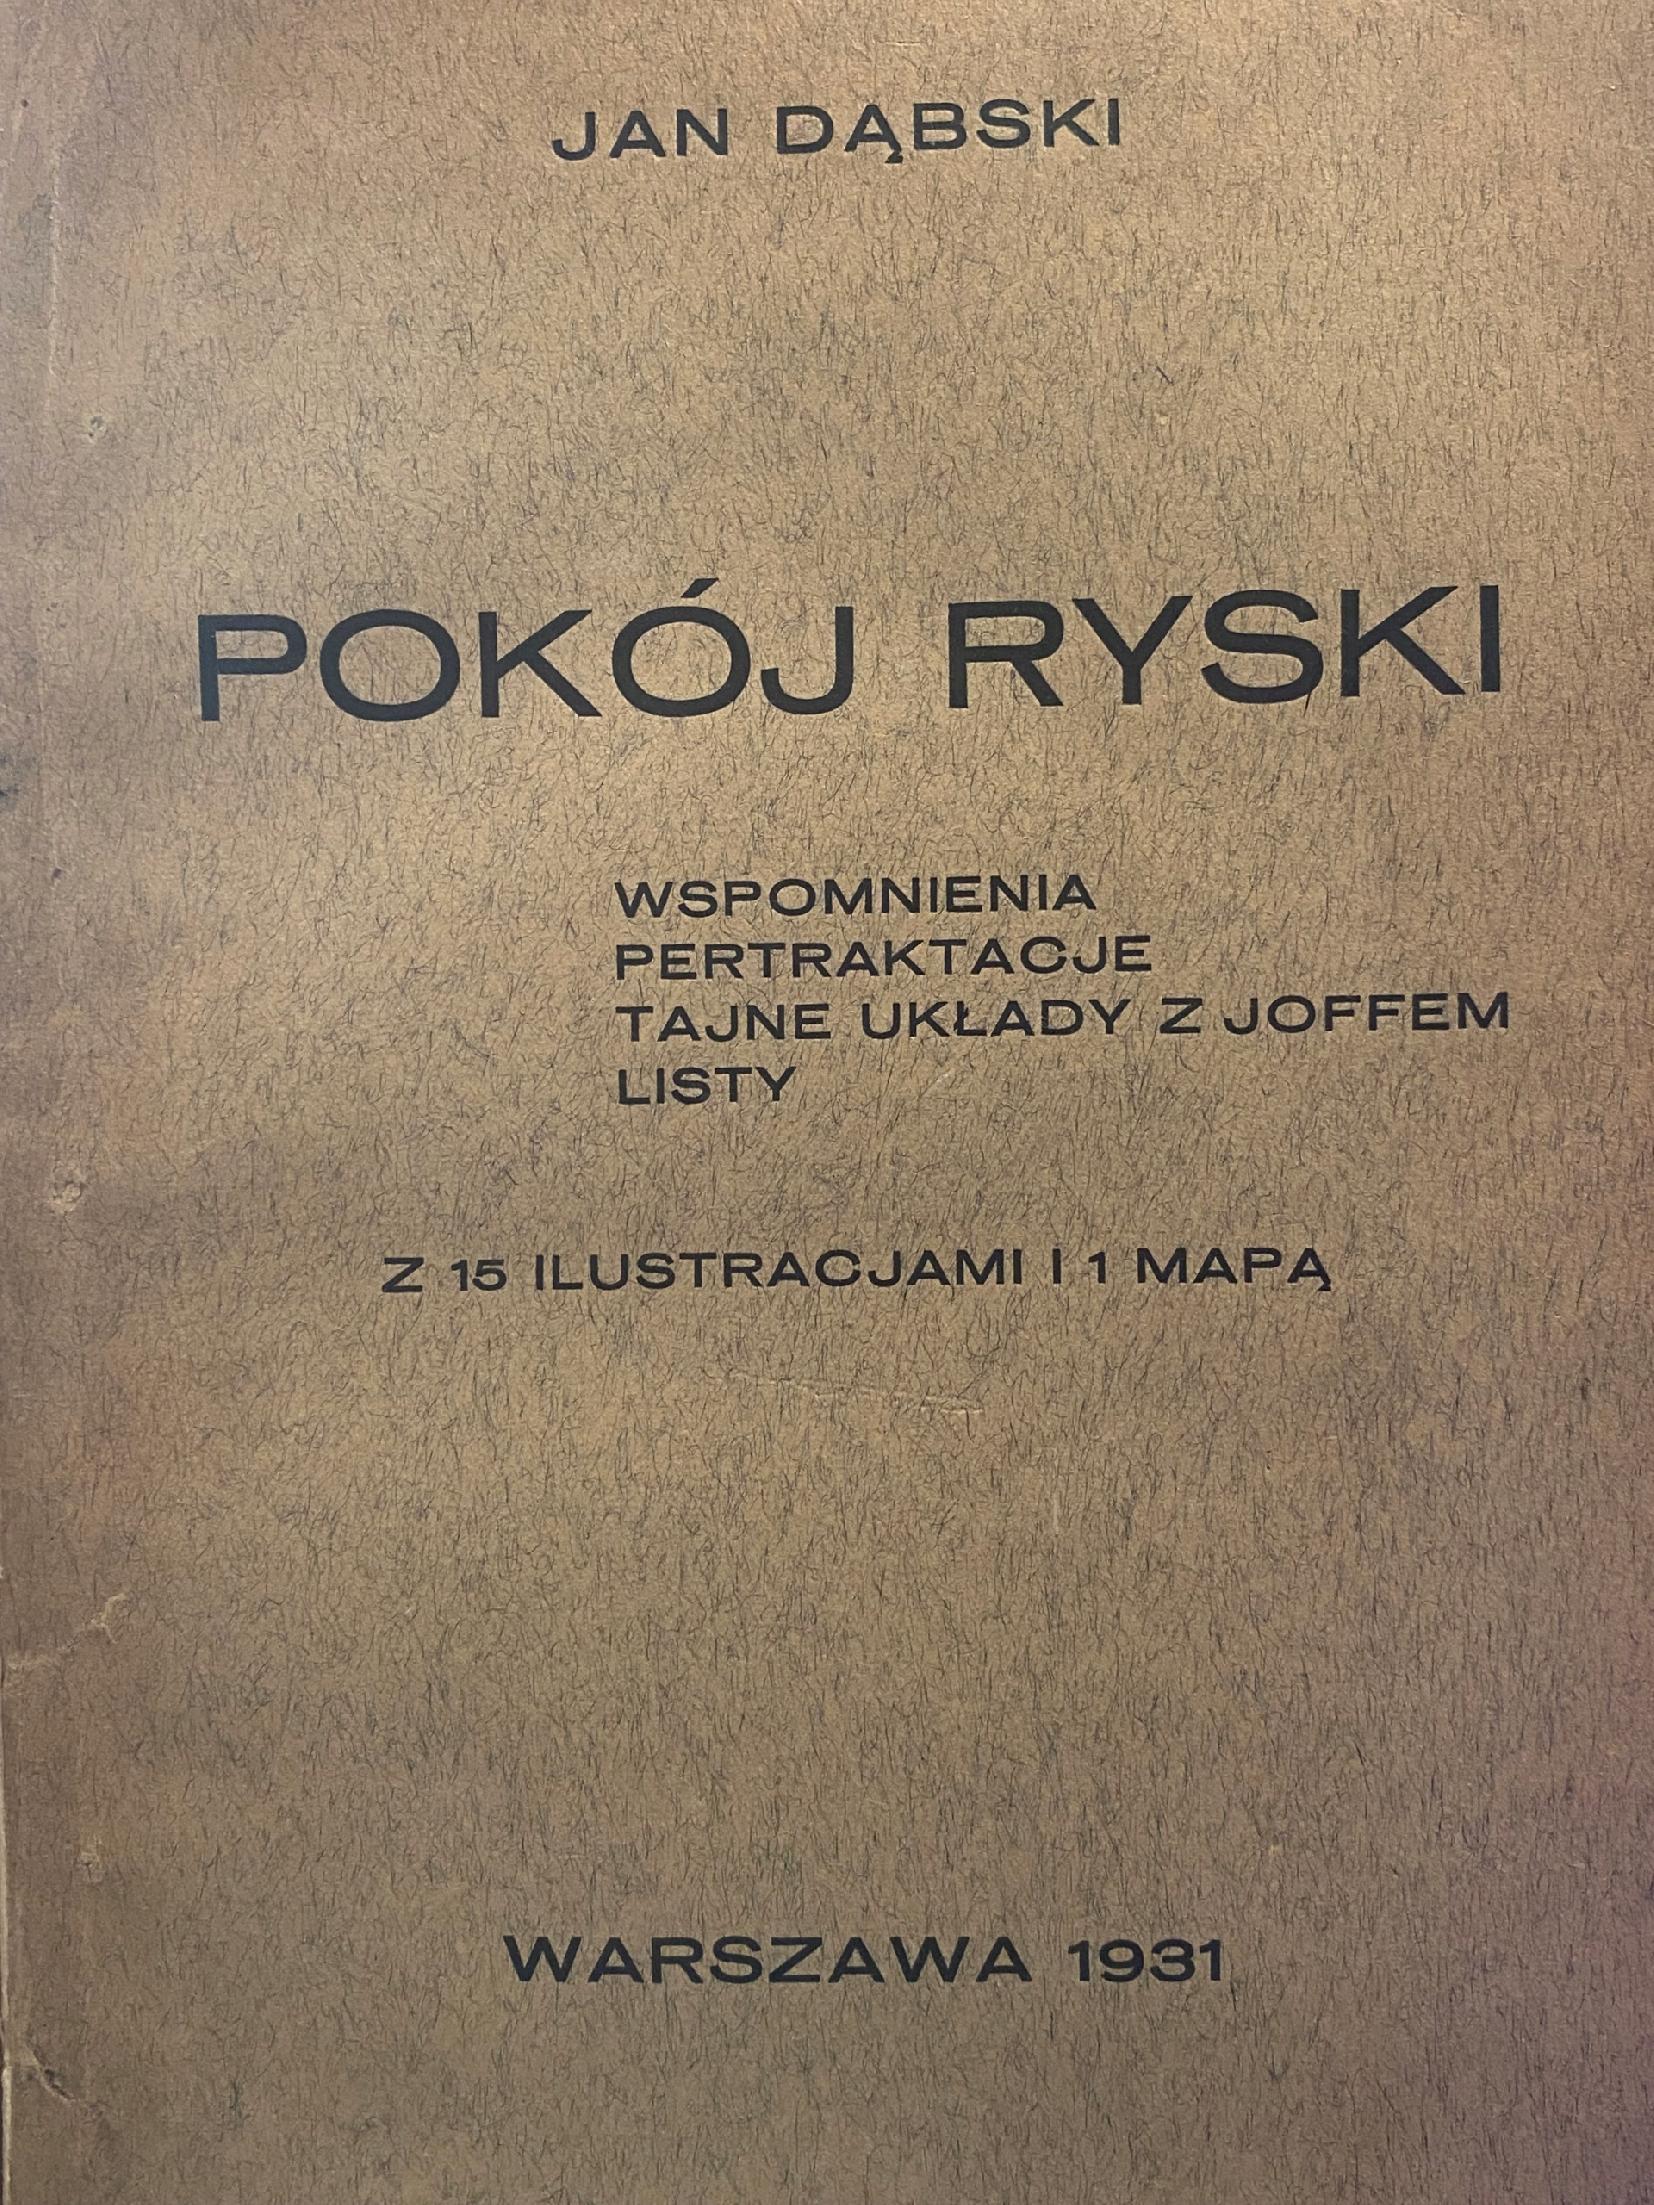 JAN DĄBSKI
POKÓJ RYSKI
WSPOMNIENIA
PERTRAKTACJE
TAJNE UKŁADY Z JOFFEM
LISTY
Z 15 ILUSTRACJAMI I 1 MAPĄ
WARSZAWA 1931